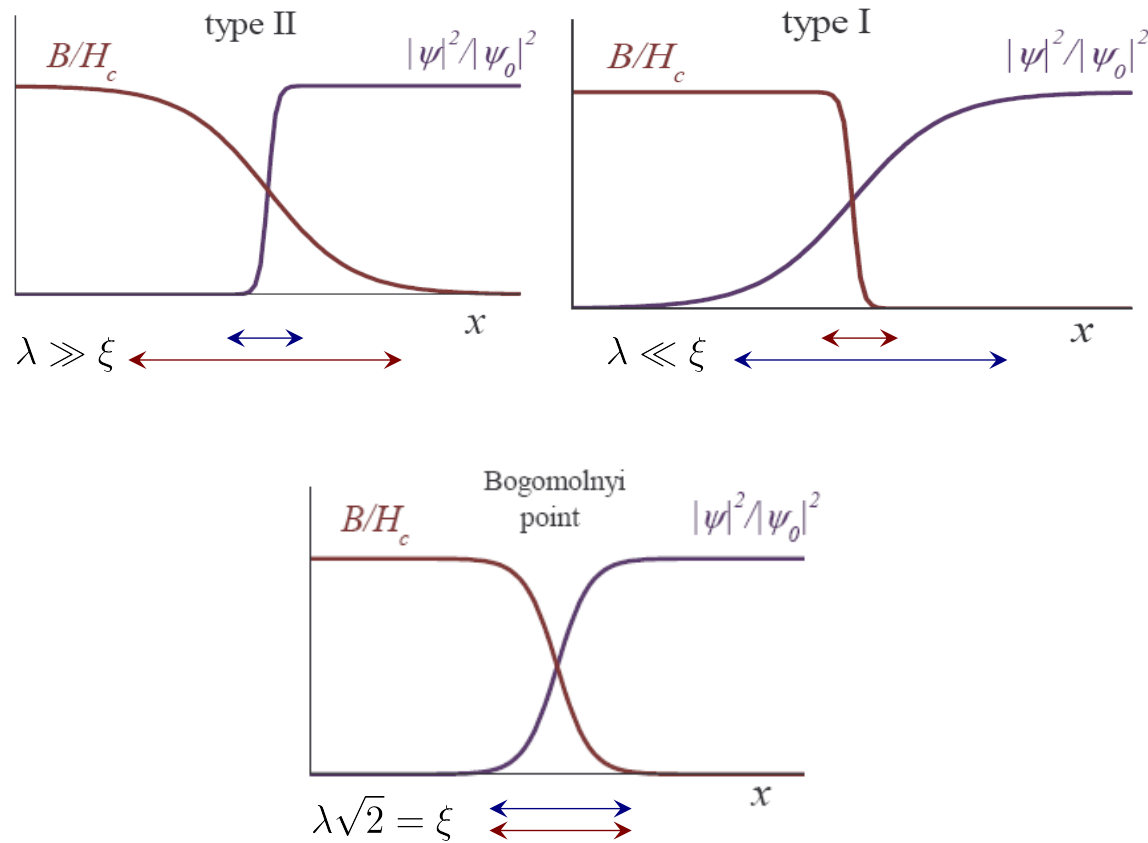 type II
B/H_c
|ψ|²/|ψ₀|²
x
λ ≫ ξ
type I
B/H_c
|ψ|²/|ψ₀|²
x
λ ≪ ξ
Bogomolnyi
point
B/H_c
|ψ|²/|ψ₀|²
x
λ√2 = ξ